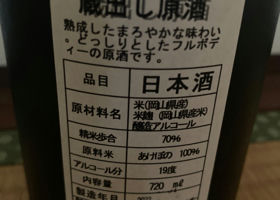 蔵出し原酒
熟成したまろやかな味わい
。どっしりとしたフルボデ
ィーの原酒です。
品目 日本酒
原材料名 米(岡山県産)
米麹(岡山県産米)
醸造アルコール
精米歩合 70%
原料米 あけぼの 100%
アルコール分 19度
内容量 720 ml
製造年月